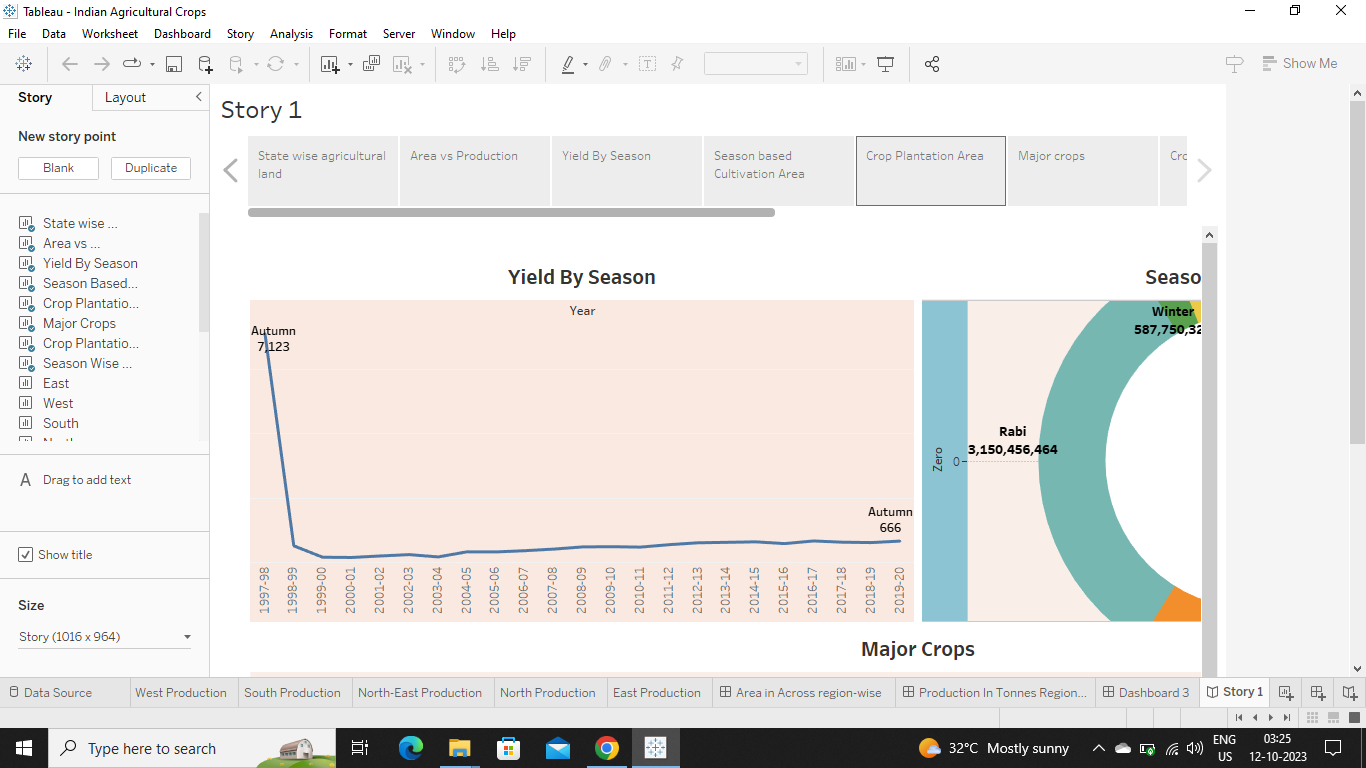 Tableau - Indian Agricultural Crops
File Data Worksheet Dashboard Story Analysis Format Server Window Help
Show Me
Story Layout
New story point
Blank Duplicate
State wise ...
Area vs ...
Yield By Season
Season Based...
Crop Plantatio...
Major Crops
Crop Plantatio...
Season Wise ...
East
West
South
A Drag to add text
Show title
Size
Story (1016 x 964)
Story 1
State wise agricultural
land
Area vs Production
Yield By Season
Season based
Cultivation Area
Crop Plantation Area
Major crops
Cro
Yield By Season
Year
Autumn
7,123
Autumn
666
1997-98
1998-99
1999-00
2000-01
2001-02
2002-03
2003-04
2004-05
2005-06
2006-07
2007-08
2008-09
2009-10
2010-11
2011-12
2012-13
2013-14
2014-15
2015-16
2016-17
2017-18
2018-19
2019-20
Seaso
Zero
0
Winter
587,750,32
Rabi
3,150,456,464
Major Crops
Data Source West Production South Production North-East Production North Production East Production Area in Across region-wise Production In Tonnes Region... Dashboard 3 Story 1
Type here to search
32°C Mostly sunny
ENG
US
03:25
12-10-2023